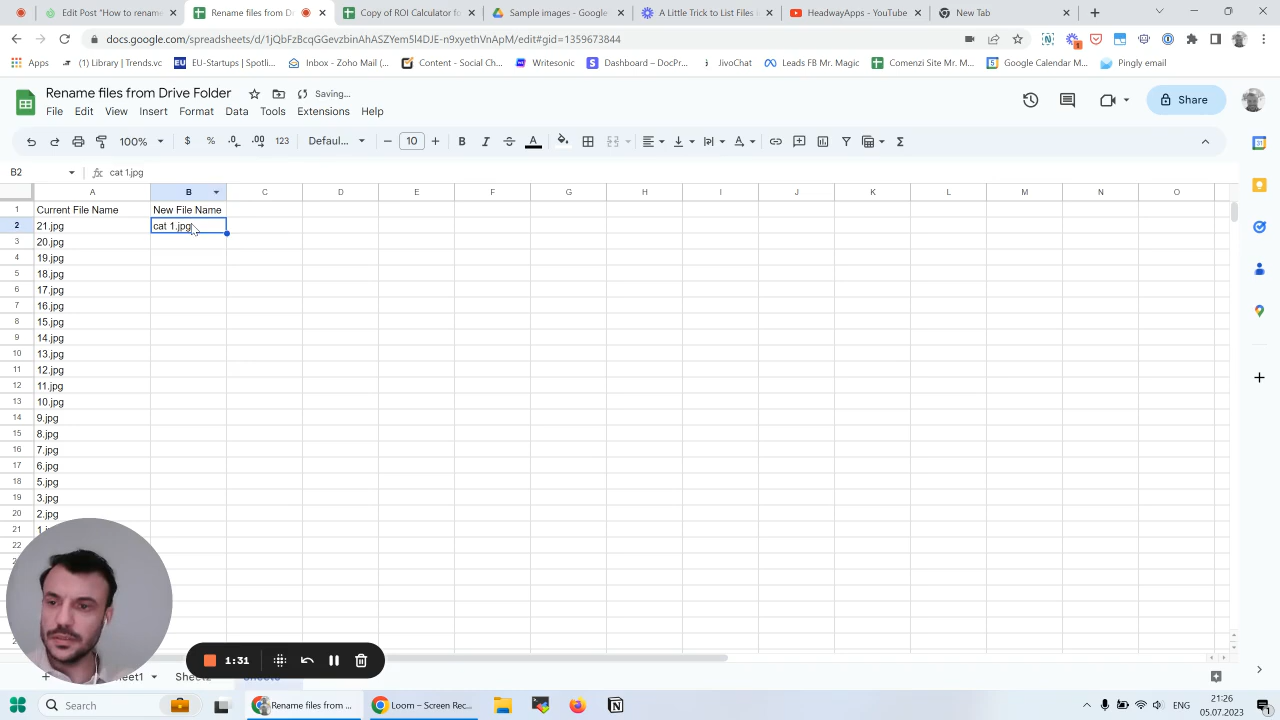 Edit Post "How to rename
Rename files from D
Copy of ROI Calculator fo
Sample images - Google
A Little Trick to List Files i
HeadwayApps - YouTube
New Tab
docs.google.com/spreadsheets/d/1jQbFzBcqGGevzbinAhASZYem5l4DJE-n9xyethVnApM/edit#gid=1359673844
Apps
(1) Trends | Library...
EU-Startups | Spotli...
Inbox - Zoho Mail (...
Content - Social Ch...
Writesonic
Dashboard – DocPr...
JivoChat
Leads FB Mr. Magic
Comenzi Site Mr. M...
Google Calendar M...
Pingly email
Rename files from Drive Folder
Saving...
File Edit View Insert Format Data Tools Extensions Help
Share
100% $ % .0 .00 123 Defaul... 10 B I S A
B2 fx cat 1.jpg
A B C D E F G H I J K L M N O
1 Current File Name New File Name
2 21.jpg cat 1.jpg
3 20.jpg
4 19.jpg
5 18.jpg
6 17.jpg
7 16.jpg
8 15.jpg
9 14.jpg
10 13.jpg
11 12.jpg
12 11.jpg
13 10.jpg
14 9.jpg
15 8.jpg
16 7.jpg
17 6.jpg
18 5.jpg
19 3.jpg
20 2.jpg
21
22
1:31
Search
Rename files from ...
Loom – Screen Rec...
ENG
21:26
05.07.2023